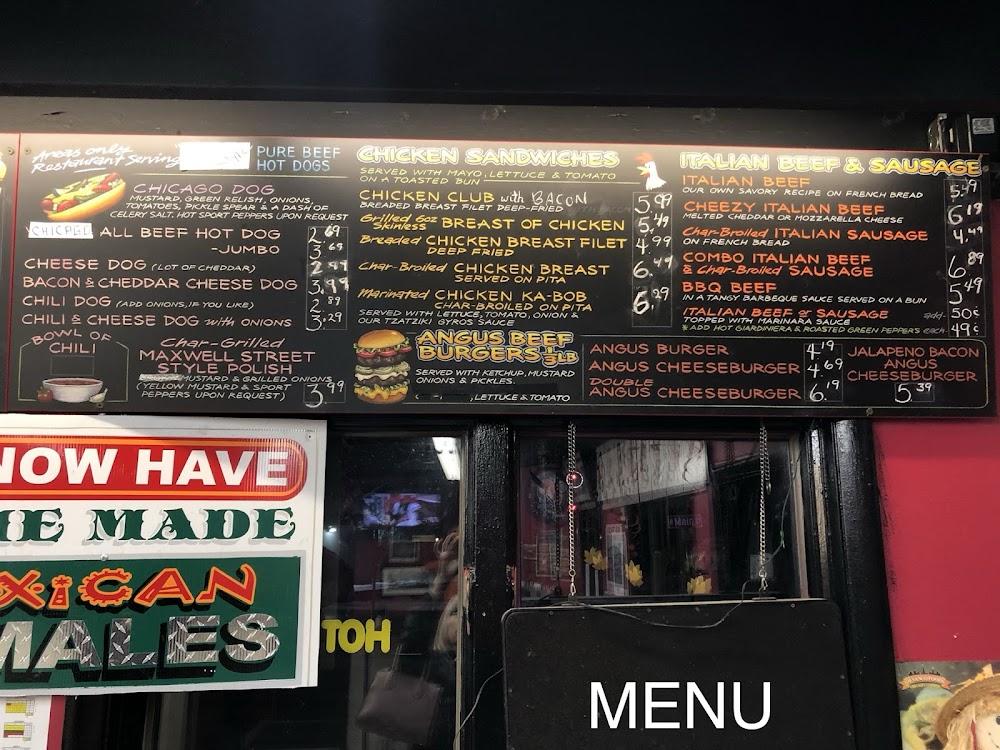 Areas only
Restaurant Serving
PURE BEEF
HOT DOGS
CHICAGO DOG
MUSTARD, GREEN RELISH, ONIONS,
TOMATOES, PICKLE SPEAR & A DASH OF
CELERY SALT. HOT SPORT PEPPERS UPON REQUEST
CHICAGO ALL BEEF HOT DOG 2.69
-JUMBO 3.69
CHEESE DOG (LOT OF CHEDDAR) 2.99
BACON & CHEDDAR CHEESE DOG 3.99
CHILI DOG (ADD ONIONS, IF YOU LIKE) 2.89
CHILI & CHEESE DOG with ONIONS 3.29
BOWL OF
CHILI
Char-Grilled
MAXWELL STREET
STYLE POLISH
MUSTARD & GRILLED ONIONS
(YELLOW MUSTARD & SPORT
PEPPERS UPON REQUEST) 3.99
CHICKEN SANDWICHES
SERVED WITH MAYO, LETTUCE & TOMATO
ON A TOASTED BUN
CHICKEN CLUB with BACON 5.99
BREADED BREAST FILET DEEP-FRIED
Grilled 6oz Skinless BREAST OF CHICKEN 5.49
Breaded CHICKEN BREAST FILET 4.99
DEEP FRIED
Char-Broiled CHICKEN BREAST 6.49
SERVED ON PITA
Marinated CHICKEN KA-BOB 6.29
CHAR-BROILED ON PITA
SERVED WITH LETTUCE, TOMATO, ONION &
OUR TZATZIKI GYROS SAUCE
ANGUS BEEF
BURGERS 1/3LB
SERVED WITH KETCHUP, MUSTARD
ONIONS & PICKLES.
, LETTUCE & TOMATO
ANGUS BURGER 4.19
ANGUS CHEESEBURGER 4.69
DOUBLE
ANGUS CHEESEBURGER 6.19
JALAPENO BACON
ANGUS
CHEESEBURGER
5.39
ITALIAN BEEF & SAUSAGE
ITALIAN BEEF 5.49
OUR OWN SAVORY RECIPE ON FRENCH BREAD
CHEEZY ITALIAN BEEF 6.19
MELTED CHEDDAR OR MOZZARELLA CHEESE
Char-Broiled ITALIAN SAUSAGE 4.49
ON FRENCH BREAD
COMBO ITALIAN BEEF
& Char-Broiled SAUSAGE 6.89
BBQ BEEF 5.49
IN A TANGY BARBEQUE SAUCE SERVED ON A BUN
ITALIAN BEEF or SAUSAGE add- 50¢
TOPPED WITH MARINARA SAUCE
* ADD HOT GIARDINIERA & ROASTED GREEN PEPPERS each- 49¢
NOW HAVE
ME MADE
XICAN
MALES
TOH
MENU